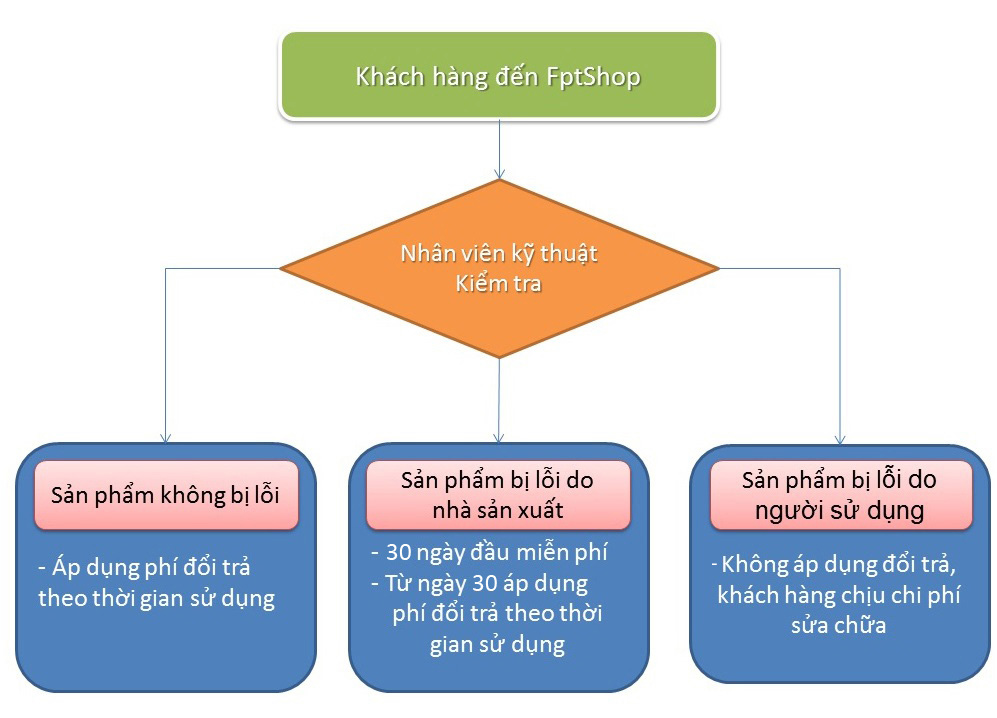 Khách hàng đến FptShop
Nhân viên kỹ thuật
Kiểm tra
Sản phẩm không bị lỗi
- Áp dụng phí đổi trả
theo thời gian sử dụng
Sản phẩm bị lỗi do
nhà sản xuất
- 30 ngày đầu miễn phí
- Từ ngày 30 áp dụng
phí đổi trả theo thời
gian sử dụng
Sản phẩm bị lỗi do
người sử dụng
- Không áp dụng đổi trả,
khách hàng chịu chi phí
sửa chữa